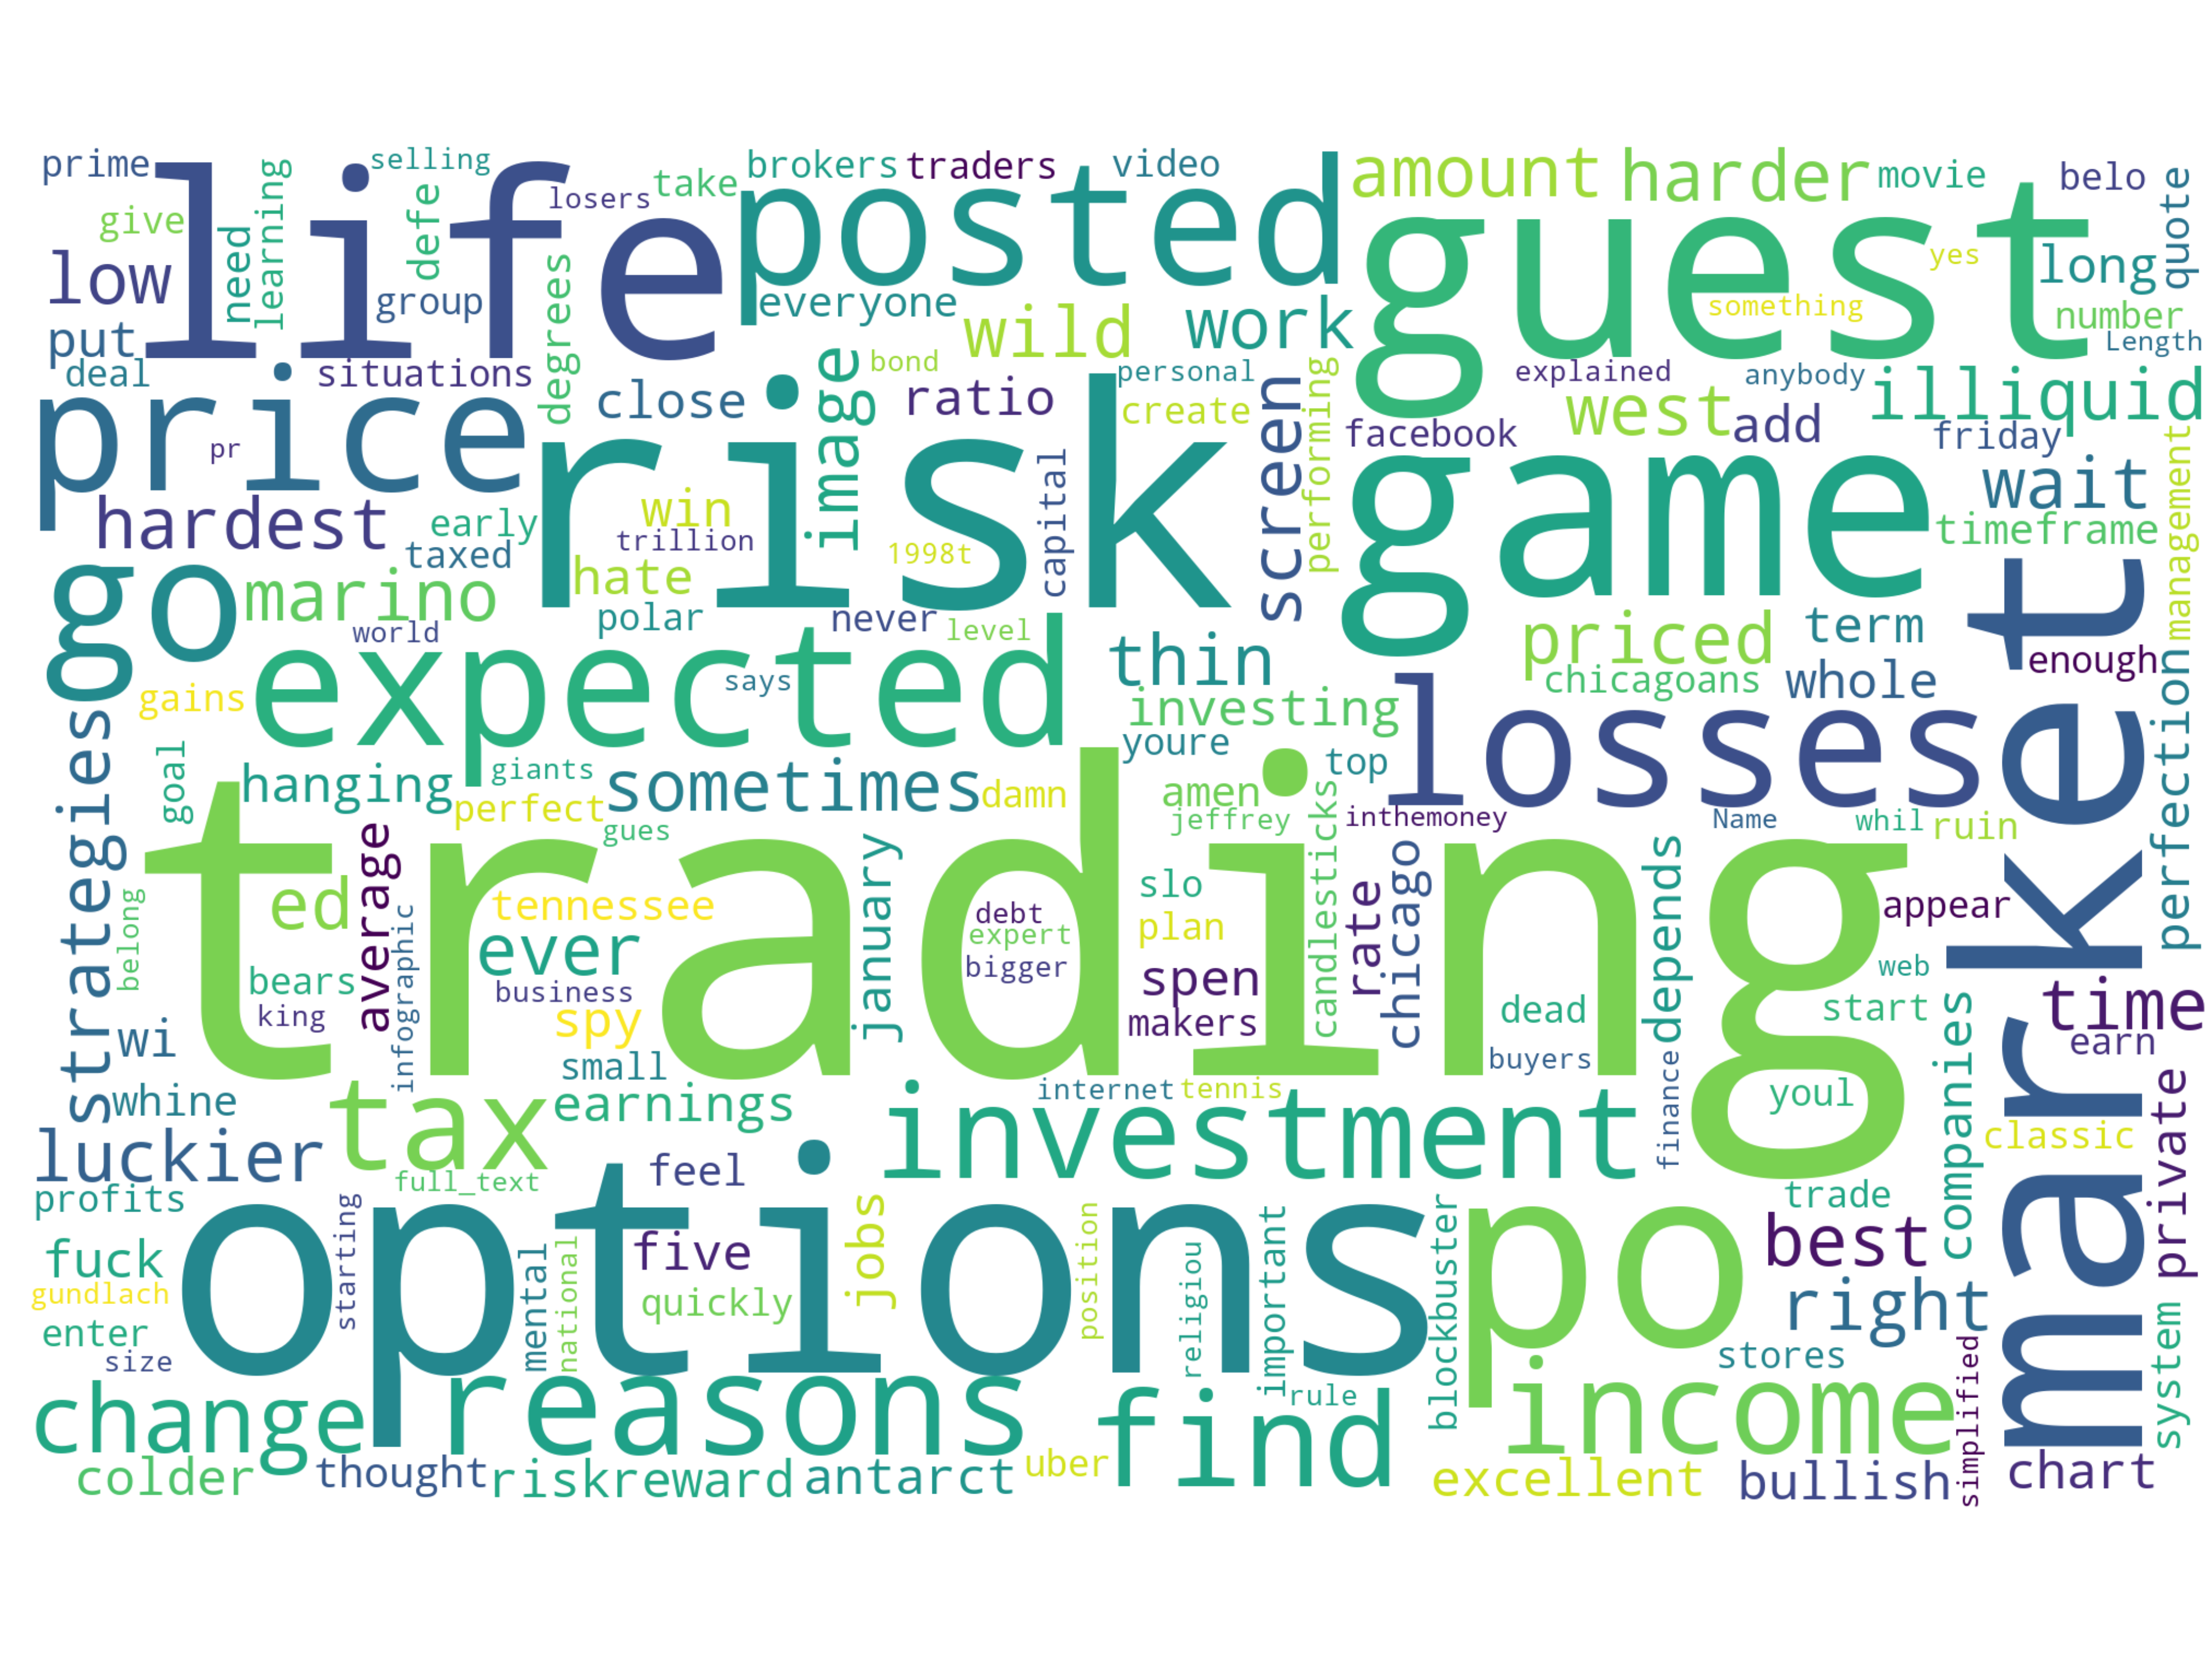 prime
selling
brokers
traders
video
amount
harder
movie
belo
life
posted
guest
give
need
learning
defe
losers
take
quote
low
group
degrees
everyone
wild
work
yes
long
something
number
put
Length
deal
situations
close
image
bond
ratio
personal
create
screen
performing
explained
anybody
illiquid
price
risk
facebook
west
add
friday
pr
game
wait
management
hardest
early
win
capital
taxed
trillion
1998t
timeframe
go
marino
hate
polar
never
level
world
market
expected
thin
priced
term
enough
says
chicagoans
whole
perfection
gains
investing
losses
strategies
goal
hanging
giants
sometimes
damn
youre
top
perfect
amen
jeffrey
inthemoney
Name
whil
ruin
gues
trading
average
january
candlesticks
chicago
depends
ed
tennessee
slo
rate
appear
belong
infographic
ever
debt
expert
plan
bigger
bears
business
spen
web
companies
king
spy
makers
dead
start
time
wi
small
buyers
earn
whine
tax
earnings
internet
tennis
investment
finance
youl
private
classic
luckier
feel
full_text
profits
starting
options
jobs
position
religiou
important
blockbuster
po
trade
fuck
mental
national
five
best
gundlach
quickly
right
enter
size
stores
system
simplified
change
reasons
find
rule
income
colder
thought
riskreward
antarct
uber
excellent
bullish
chart